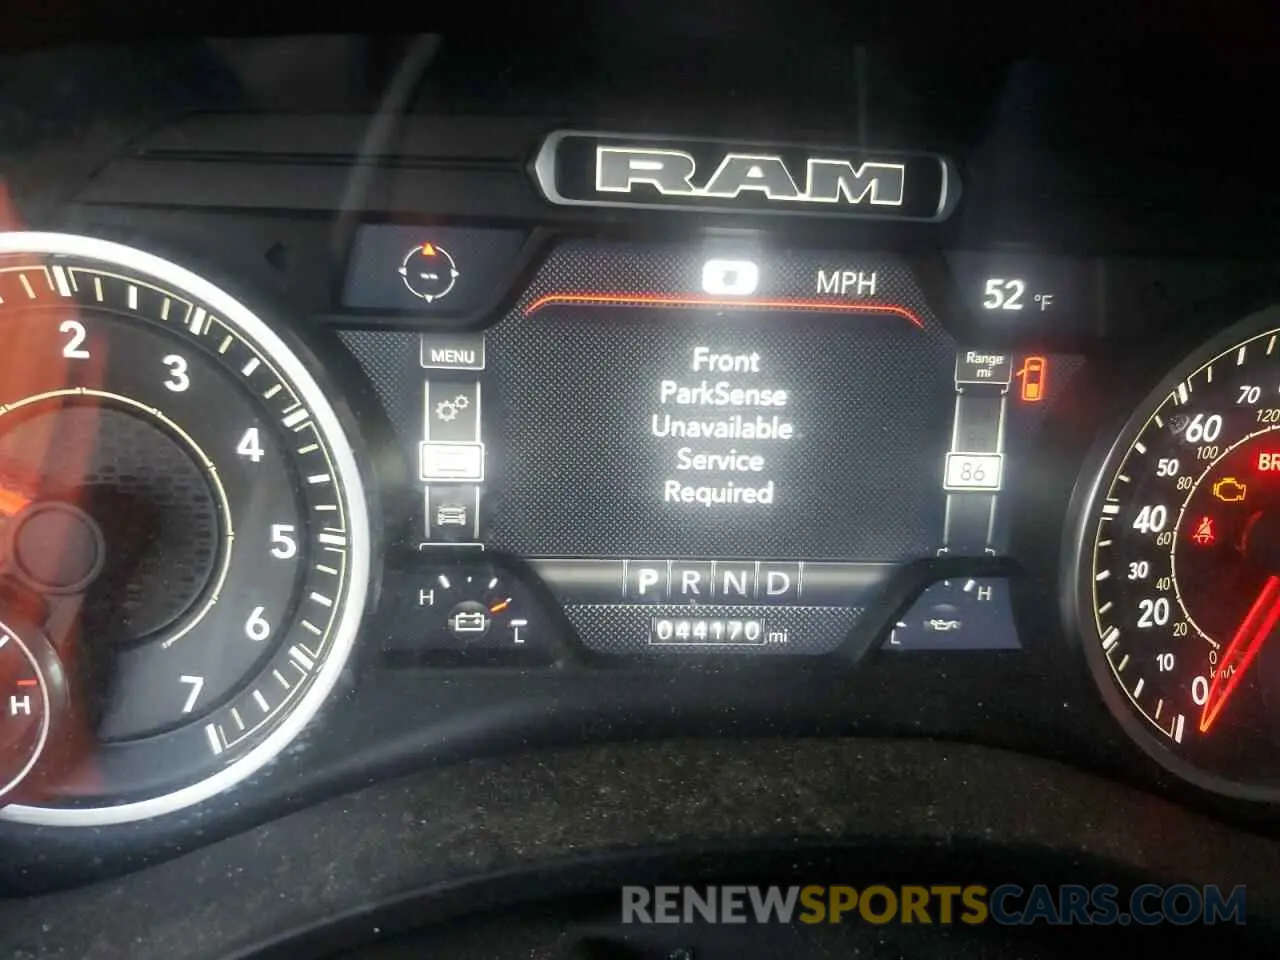 RAM
0 MPH
52 °F
MENU
Range
mi
86
Front
ParkSense
Unavailable
Service
Required
P R N D
044170 mi
H
L
H
L
2
3
4
5
6
7
H
0
10
20
30
40
50
60
70
0
km/h
20
40
60
80
100
120
BR
RENEWSPORTSCARS.COM